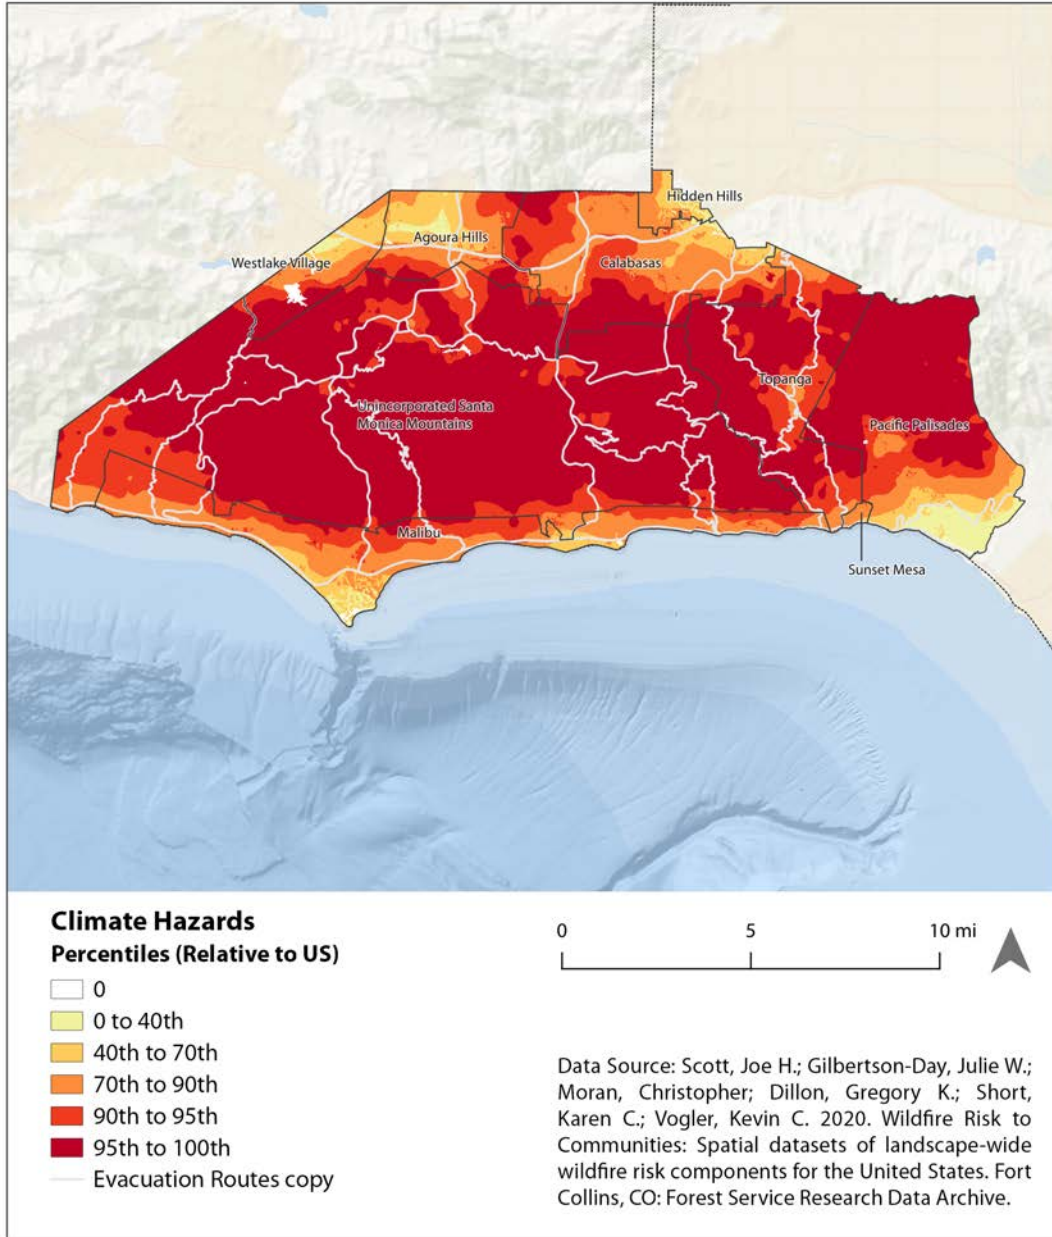 Hidden Hills
Agoura Hills
Westlake Village
Calabasas
Topanga
Unincorporated Santa
Monica Mountains
Pacific Palisades
Malibu
Sunset Mesa
Climate Hazards
Percentiles (Relative to US)
0
0 to 40th
40th to 70th
70th to 90th
90th to 95th
95th to 100th
Evacuation Routes copy
0 5 10 mi
Data Source: Scott, Joe H.; Gilbertson-Day, Julie W.;
Moran, Christopher; Dillon, Gregory K.; Short,
Karen C.; Vogler, Kevin C. 2020. Wildfire Risk to
Communities: Spatial datasets of landscape-wide
wildfire risk components for the United States. Fort
Collins, CO: Forest Service Research Data Archive.